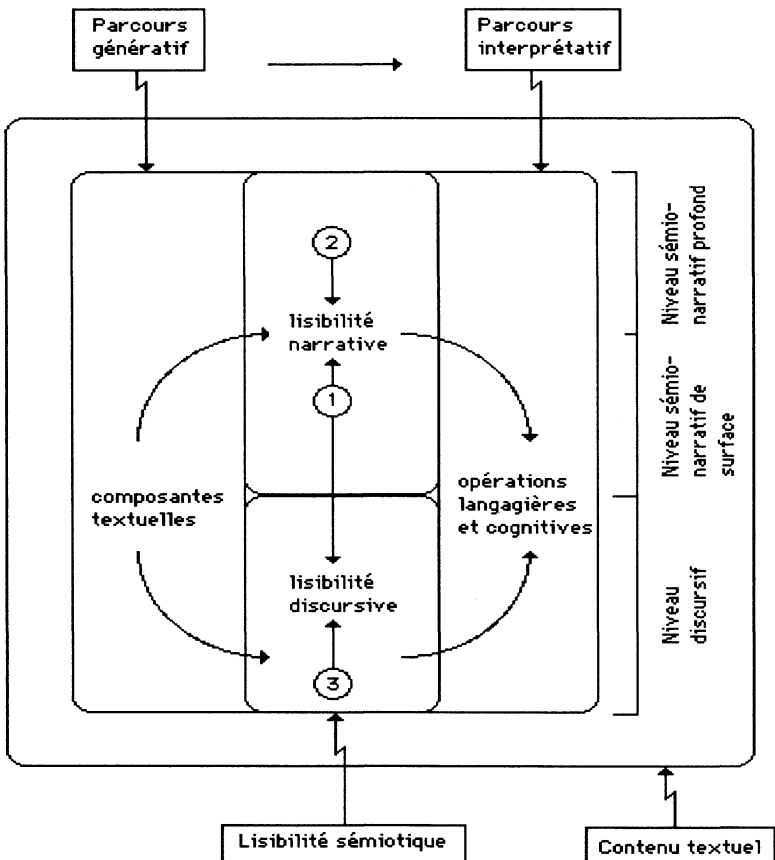 Parcours
génératif
Parcours
interprétatif
2
lisibilité
narrative
1
composantes
textuelles
opérations
langagières
et cognitives
lisibilité
discursive
3
Niveau sémio-
narratif profond
Niveau sémio-
narratif de
surface
Niveau
discursif
Lisibilité sémiotique
Contenu textuel